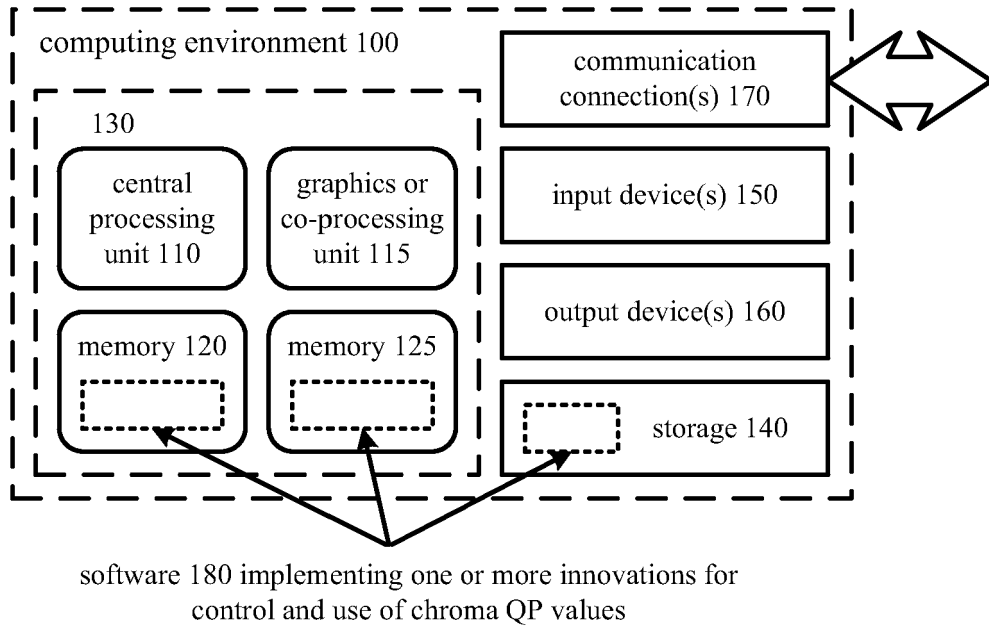 computing environment 100
130
central
processing
unit 110
graphics or
co-processing
unit 115
memory 120
memory 125
communication
connection(s) 170
input device(s) 150
output device(s) 160
storage 140
software 180 implementing one or more innovations for
control and use of chroma QP values